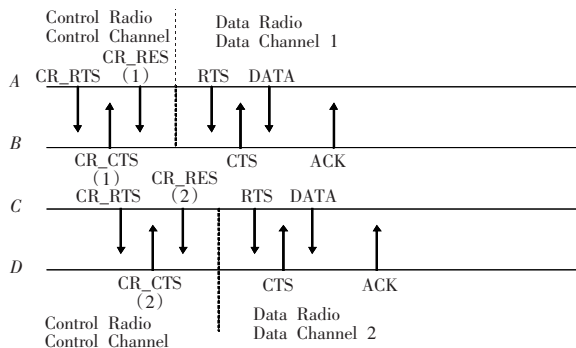 Control Radio
Control Channel
Data Radio
Data Channel 1
CR_RES
(1)
A
CR_RTS
RTS
DATA
B
CR_CTS
(1)
CTS
ACK
CR_RES
(2)
C
CR_RTS
RTS
DATA
D
CR_CTS
(2)
CTS
ACK
Control Radio
Control Channel
Data Radio
Data Channel 2